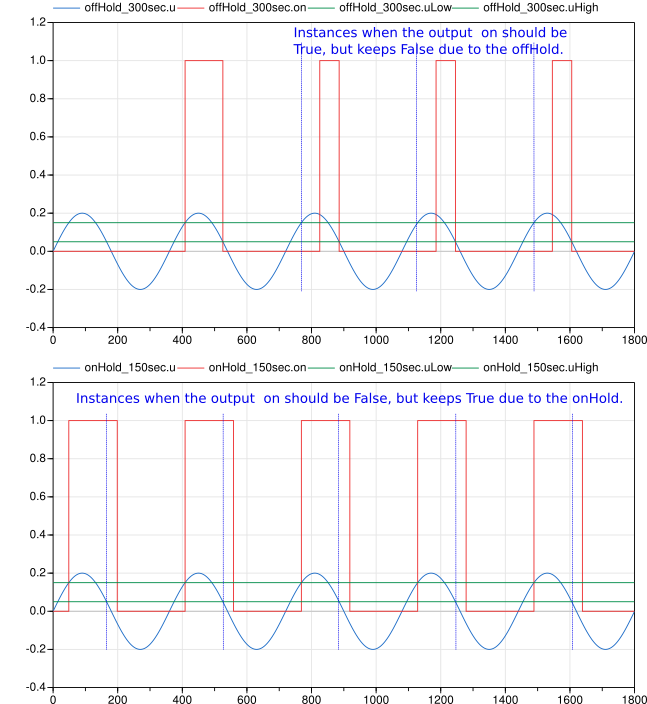 offHold_300sec.u offHold_300sec.on offHold_300sec.uLow offHold_300sec.uHigh
Instances when the output on should be
True, but keeps False due to the offHold.
1.2
1.0
0.8
0.6
0.4
0.2
0.0
-0.2
-0.4
0 200 400 600 800 1000 1200 1400 1600 1800
onHold_150sec.u onHold_150sec.on onHold_150sec.uLow onHold_150sec.uHigh
Instances when the output on should be False, but keeps True due to the onHold.
1.2
1.0
0.8
0.6
0.4
0.2
0.0
-0.2
-0.4
0 200 400 600 800 1000 1200 1400 1600 1800